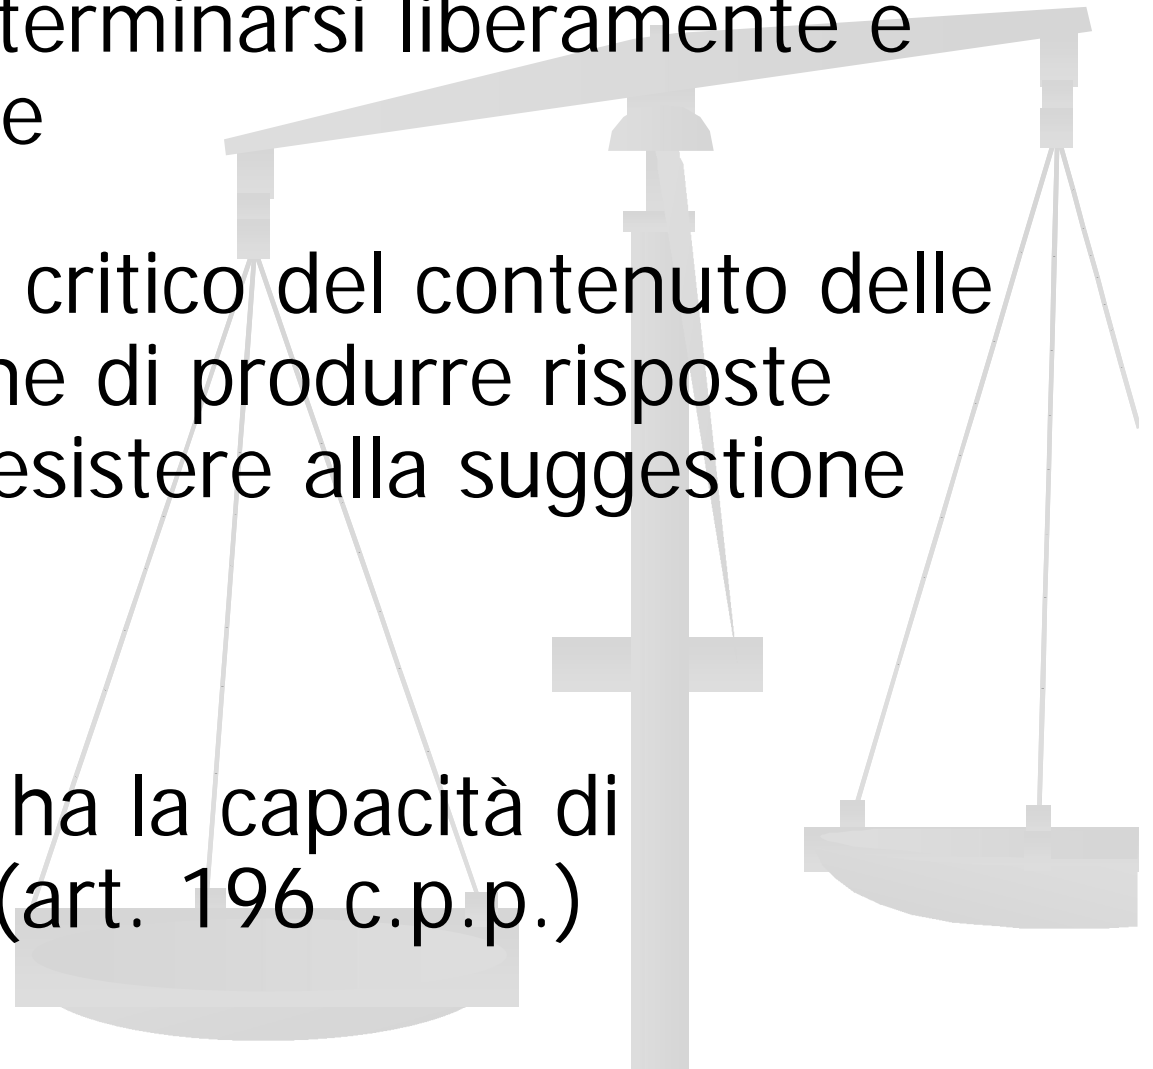 terminarsi liberamente e
e
critico del contenuto delle
ne di produrre risposte
esistere alla suggestione
ha la capacità di
(art. 196 c.p.p.)